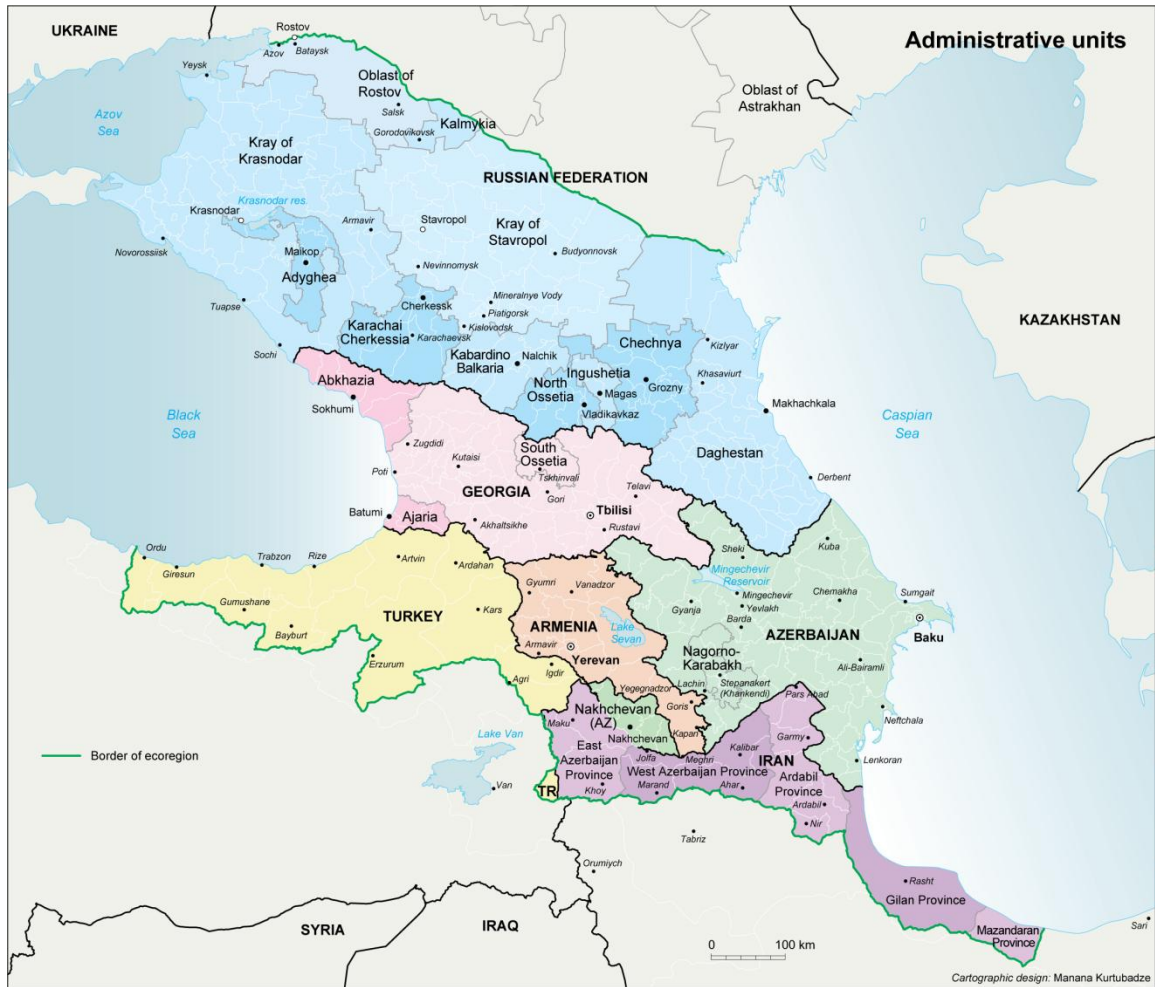 UKRAINE
Rostov
Azov
Bataysk
Administrative units
Yeysk
Oblast of
Rostov
Oblast of
Astrakhan
Salsk
Azov
Sea
Kalmykia
Gorodovikovsk
Kray of
Krasnodar
RUSSIAN FEDERATION
Krasnodar res.
Krasnodar
Armavir
Stavropol
Kray of
Stavropol
Novorossiisk
Maikop
Budyonnovsk
Adyghea
Nevinnomysk
Tuapse
Cherkessk
Mineralnye Vody
Piatigorsk
KAZAKHSTAN
Karachai
Cherkessia
Karachaevsk
Kislovodsk
Sochi
Chechnya
Kizlyar
Kabardino
Balkaria
Nalchik
Ingushetia
Abkhazia
North
Ossetia
Magas
Grozny
Khasaviurt
Sokhumi
Vladikavkaz
Makhachkala
Black
Sea
Caspian
Sea
Zugdidi
Kutaisi
South
Ossetia
Tskhinvali
Daghestan
Poti
GEORGIA
Gori
Telavi
Derbent
Batumi
Ajaria
Akhaltsikhe
Tbilisi
Rustavi
Ordu
Giresun
Trabzon
Rize
Artvin
Ardahan
Sheki
Kuba
Mingechevir
Reservoir
Gumushane
Bayburt
TURKEY
Kars
Gyumri
Vanadzor
Gyanja
Mingechevir
Yevlakh
Barda
Chemakha
Sumgait
ARMENIA
Lake
Sevan
AZERBAIJAN
Baku
Erzurum
Armavir
Yerevan
Nagorno-
Karabakh
Ali-Bairamli
Agri
Igdir
Yegegnadzor
Lachin
Stepanakert
(Khankendi)
Pars Abad
Goris
Nakhchevan
(AZ)
Nakhchevan
Kapan
Neftchala
Maku
Lake Van
Border of ecoregion
East
Azerbaijan
Province
Jolfa
Meghri
Kalibar
Garmy
IRAN
Lenkoran
West Azerbaijan Province
Ardabil
Province
Van
TR
Khoy
Marand
Ahar
Ardabil
Nir
Tabriz
Orumiych
Rasht
Gilan Province
SYRIA
IRAQ
Mazandaran
Province
Sari
0 100 km
Cartographic design: Manana Kurtubadze